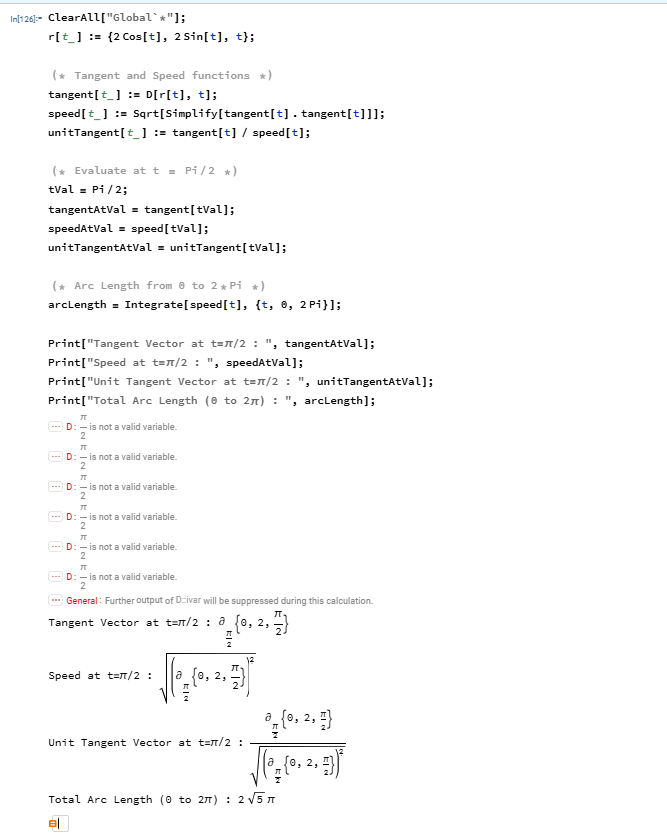 In[126]:= ClearAll["Global`*"];
r[t_] := {2 Cos[t], 2 Sin[t], t};
(* Tangent and Speed functions *)
tangent[t_] := D[r[t], t];
speed[t_] := Sqrt[Simplify[tangent[t].tangent[t]]];
unitTangent[t_] := tangent[t] / speed[t];
(* Evaluate at t = Pi/2 *)
tVal = Pi/2;
tangentAtVal = tangent[tVal];
speedAtVal = speed[tVal];
unitTangentAtVal = unitTangent[tVal];
(* Arc Length from 0 to 2*Pi *)
arcLength = Integrate[speed[t], {t, 0, 2 Pi}];
Print["Tangent Vector at t=π/2 : ", tangentAtVal];
Print["Speed at t=π/2 : ", speedAtVal];
Print["Unit Tangent Vector at t=π/2 : ", unitTangentAtVal];
Print["Total Arc Length (0 to 2π) : ", arcLength];
... D: π/2 is not a valid variable.
... D: π/2 is not a valid variable.
... D: π/2 is not a valid variable.
... D: π/2 is not a valid variable.
... D: π/2 is not a valid variable.
... D: π/2 is not a valid variable.
... General: Further output of D::ivar will be suppressed during this calculation.
Tangent Vector at t=π/2 : ∂_(π/2) {0, 2, π/2}
Speed at t=π/2 : √((∂_(π/2) {0, 2, π/2})^2)
Unit Tangent Vector at t=π/2 : ∂_(π/2) {0, 2, π/2} / √((∂_(π/2) {0, 2, π/2})^2)
Total Arc Length (0 to 2π) : 2 √5 π